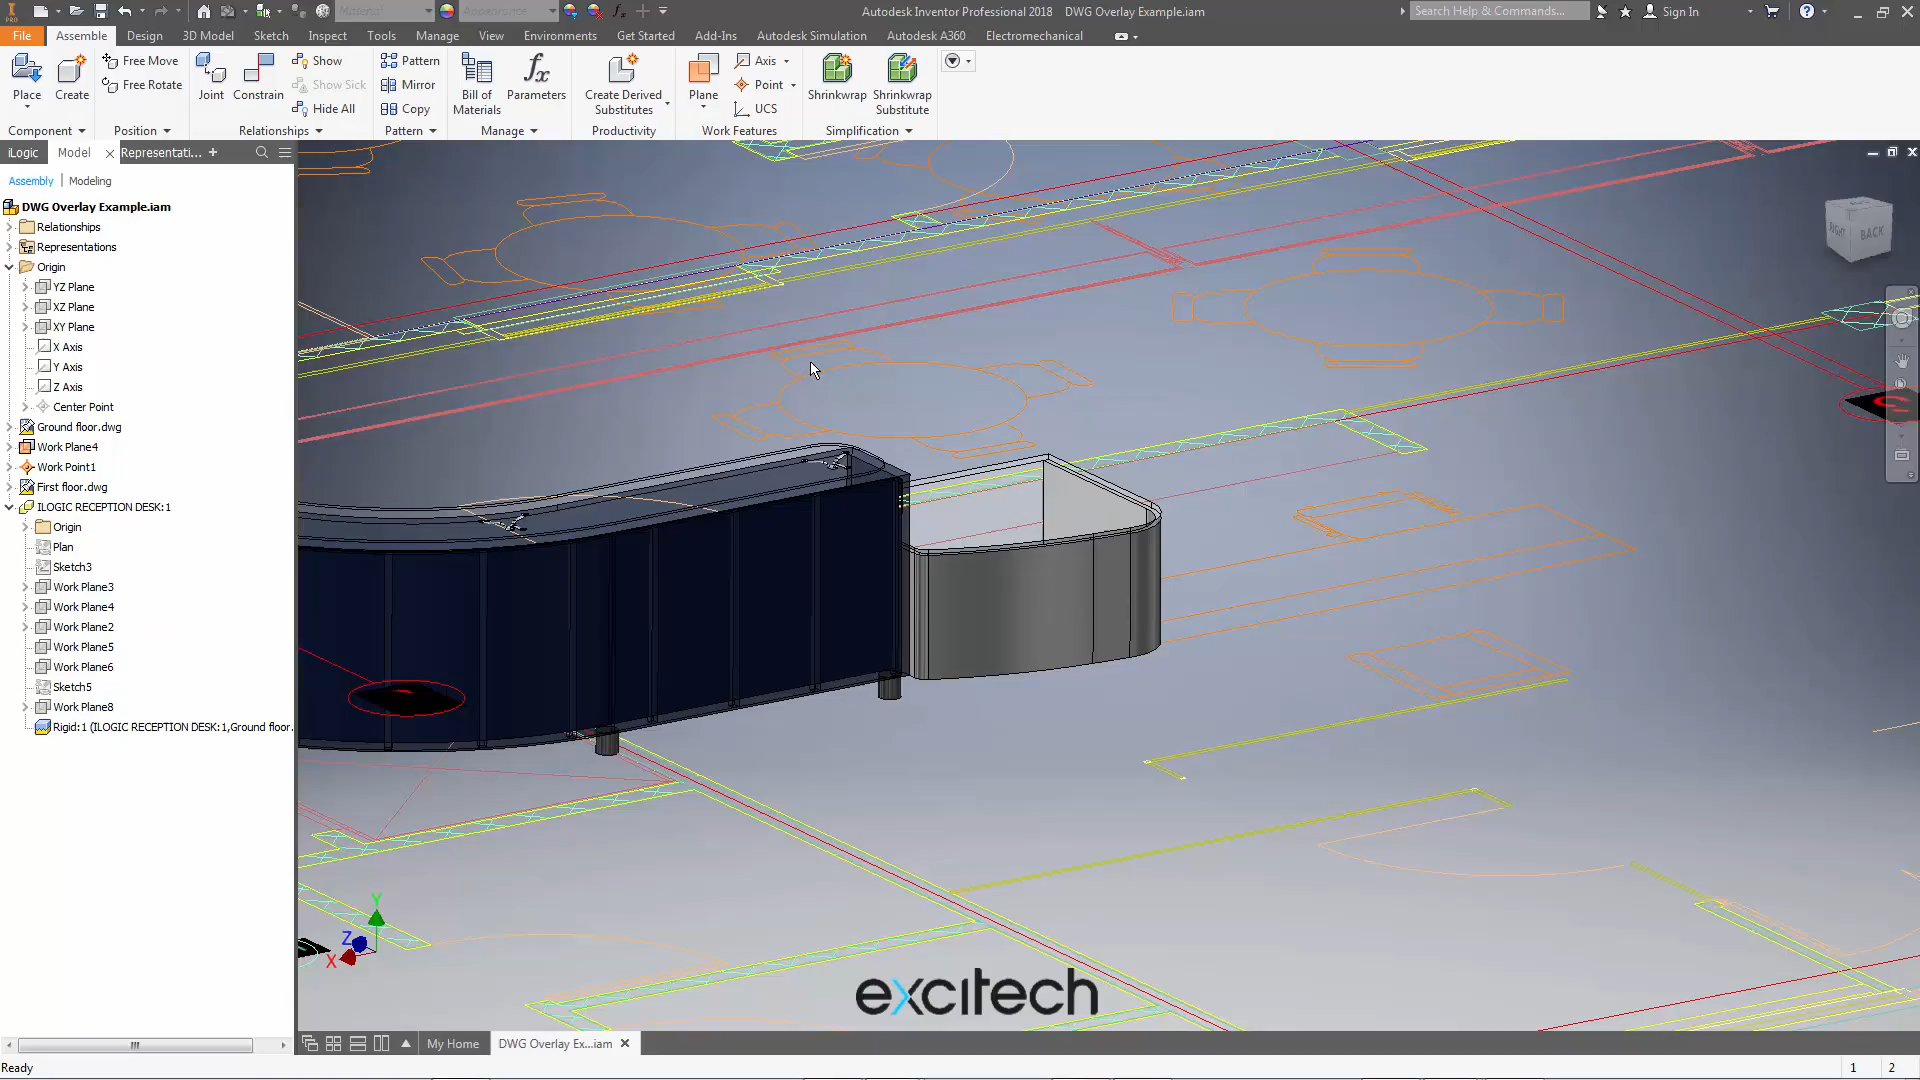 PRO
Material
Appearance
Autodesk Inventor Professional 2018 DWG Overlay Example.iam
Search Help & Commands...
Sign In
File Assemble Design 3D Model Sketch Inspect Tools Manage View Environments Get Started Add-Ins Autodesk Simulation Autodesk A360 Electromechanical
Place
Create
Free Move
Free Rotate
Joint
Constrain
Show
Show Sick
Hide All
Pattern
Mirror
Copy
Bill of
Materials
fx
Parameters
Create Derived
Substitutes
Plane
Axis
Point
UCS
Shrinkwrap
Shrinkwrap
Substitute
Component Position Relationships Pattern Manage Productivity Work Features Simplification
iLogic Model Representati...
Assembly | Modeling
DWG Overlay Example.iam
Relationships
Representations
Origin
YZ Plane
XZ Plane
XY Plane
X Axis
Y Axis
Z Axis
Center Point
Ground floor.dwg
Work Plane4
Work Point1
First floor.dwg
ILOGIC RECEPTION DESK:1
Origin
Plan
Sketch3
Work Plane3
Work Plane4
Work Plane2
Work Plane5
Work Plane6
Sketch5
Work Plane8
Rigid:1 (ILOGIC RECEPTION DESK:1,Ground floor.
RIGHT
BACK
Y
Z
X
excitech
My Home
DWG Overlay Ex...iam
Ready
1 2